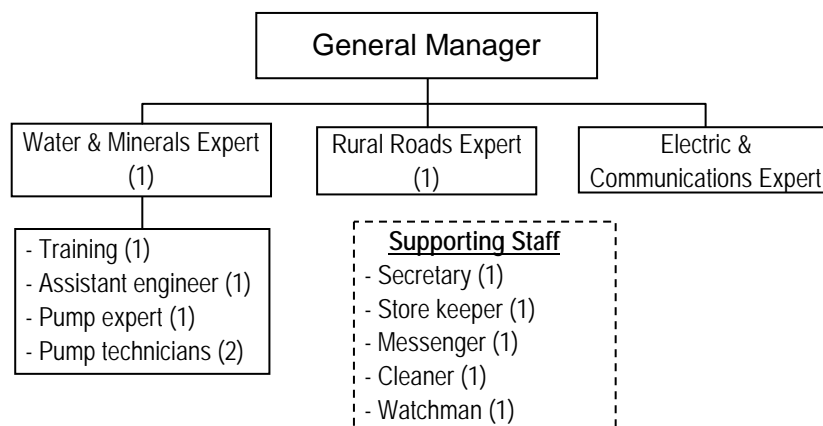 General Manager
Water & Minerals Expert
(1)
Rural Roads Expert
(1)
Electric &
Communications Expert
- Training (1)
- Assistant engineer (1)
- Pump expert (1)
- Pump technicians (2)
Supporting Staff
- Secretary (1)
- Store keeper (1)
- Messenger (1)
- Cleaner (1)
- Watchman (1)